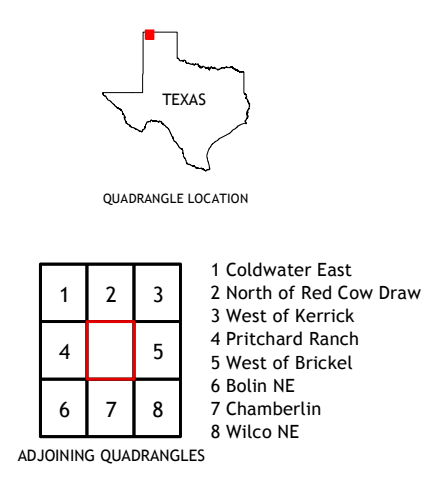 TEXAS
QUADRANGLE LOCATION
1 2 3
4 5
6 7 8
1 Coldwater East
2 North of Red Cow Draw
3 West of Kerrick
4 Pritchard Ranch
5 West of Brickel
6 Bolin NE
7 Chamberlin
8 Wilco NE
ADJOINING QUADRANGLES